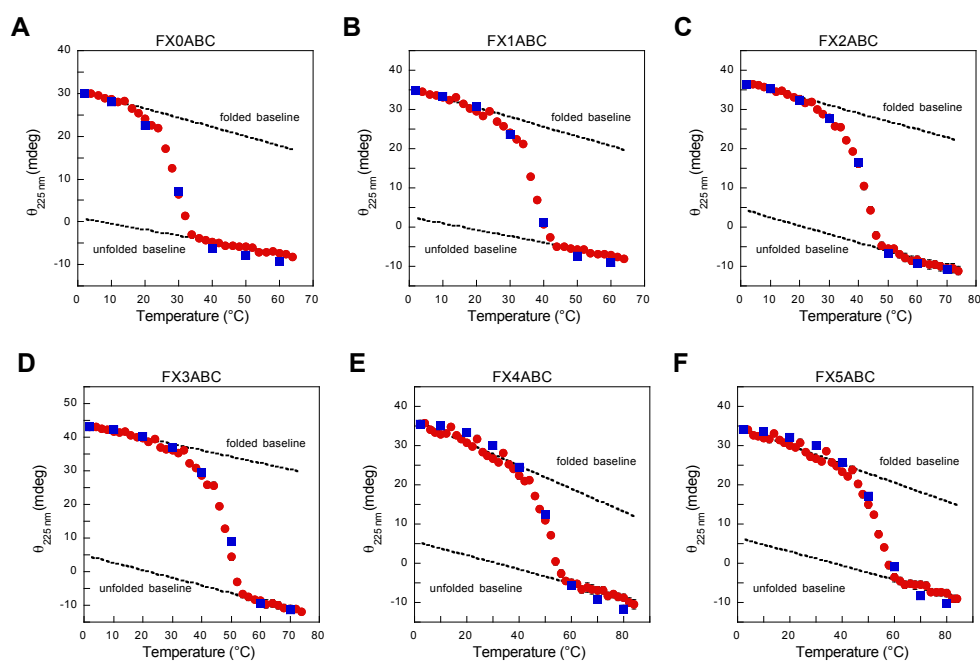 A
FX0ABC
40
30
20
10
0
-10
θ225 nm (mdeg)
folded baseline
unfolded baseline
0 10 20 30 40 50 60 70
Temperature (°C)
B
FX1ABC
40
30
20
10
0
-10
θ225 nm (mdeg)
folded baseline
unfolded baseline
0 10 20 30 40 50 60 70
Temperature (°C)
C
FX2ABC
40
30
20
10
0
-10
θ225 nm (mdeg)
folded baseline
unfolded baseline
0 10 20 30 40 50 60 70 80
Temperature (°C)
D
FX3ABC
50
40
30
20
10
0
-10
θ225 nm (mdeg)
folded baseline
unfolded baseline
0 10 20 30 40 50 60 70 80
Temperature (°C)
E
FX4ABC
40
30
20
10
0
-10
θ225 nm (mdeg)
folded baseline
unfolded baseline
0 20 40 60 80
Temperature (°C)
F
FX5ABC
40
30
20
10
0
-10
θ225 nm (mdeg)
folded baseline
unfolded baseline
0 20 40 60 80
Temperature (°C)